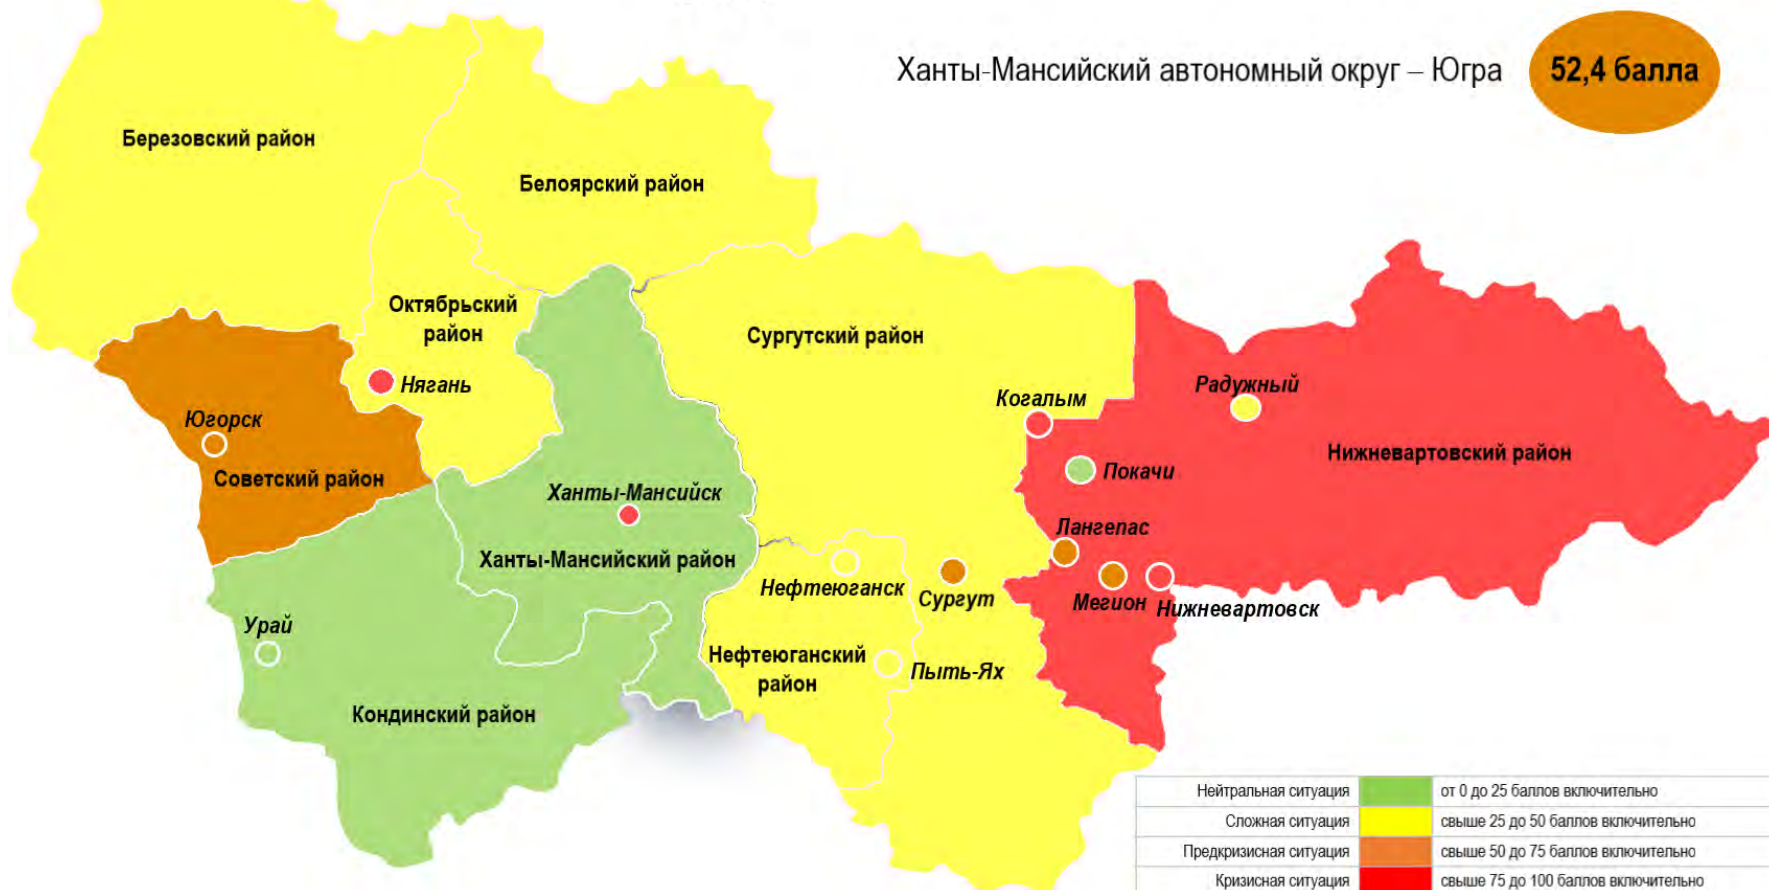 Ханты-Мансийский автономный округ – Югра
52,4 балла
Березовский район
Белоярский район
Октябрьский
район
Сургутский район
Нягань
Когалым
Радужный
Югорск
Нижневартовский район
Советский район
Покачи
Ханты-Мансийск
Лангепас
Ханты-Мансийский район
Нефтеюганск
Сургут
Мегион
Нижневартовск
Урай
Нефтеюганский
район
Пыть-Ях
Кондинский район
Нейтральная ситуация от 0 до 25 баллов включительно
Сложная ситуация свыше 25 до 50 баллов включительно
Предкризисная ситуация свыше 50 до 75 баллов включительно
Кризисная ситуация свыше 75 до 100 баллов включительно